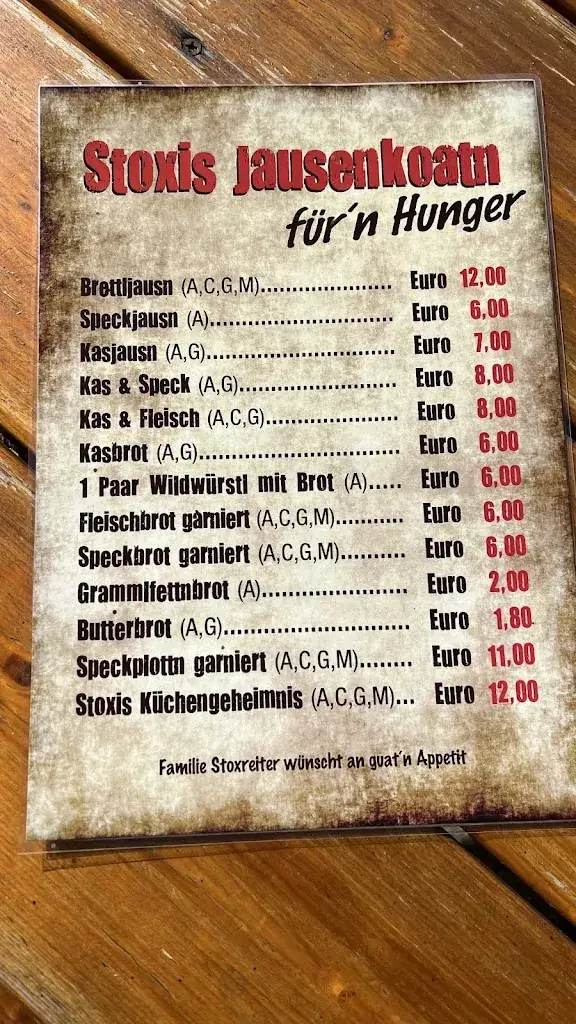 Stoxis Jausenkoatn
für´n Hunger
Brettljausn (A,C,G,M)..................... Euro 12,00
Speckjausn (A)............................. Euro 6,00
Kasjausn (A,G).............................. Euro 7,00
Kas & Speck (A,G)........................ Euro 8,00
Kas & Fleisch (A,C,G).................... Euro 8,00
Kasbrot (A,G)................................ Euro 6,00
1 Paar Wildwürstl mit Brot (A)..... Euro 6,00
Fleischbrot garniert (A,C,G,M)........... Euro 6,00
Speckbrot garniert (A,C,G,M).......... Euro 6,00
Grammlfettnbrot (A)....................... Euro 2,00
Butterbrot (A,G)............................. Euro 1,80
Speckplottn garniert (A,C,G,M)........ Euro 11,00
Stoxis Küchengeheimnis (A,C,G,M)... Euro 12,00
Familie Stoxreiter wünscht an guat´n Appetit